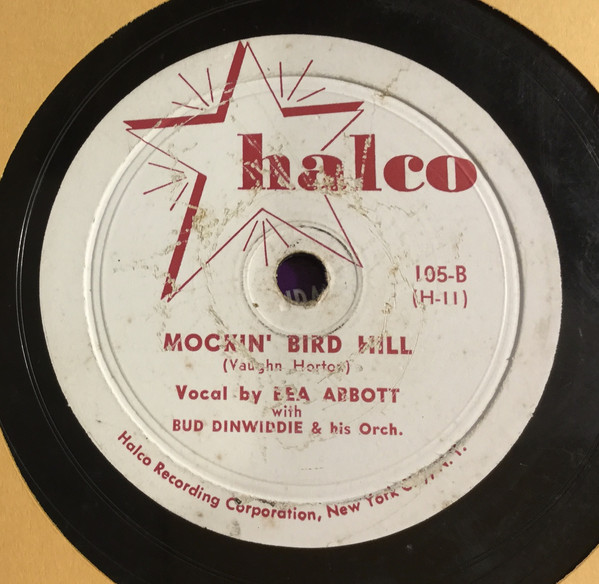 halco
105-B
(H-11)
MOCKIN' BIRD HILL
(Vaughn Horton)
Vocal by BEA ABBOTT
with
BUD DINWIDDIE & his Orch.
Halco Recording Corporation, New York City, N. Y.